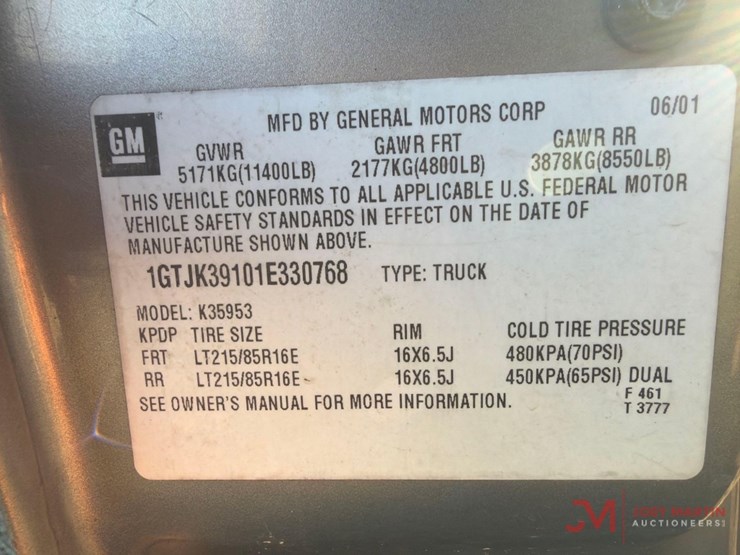 GM
MFD BY GENERAL MOTORS CORP 06/01
GVWR GAWR FRT GAWR RR
5171KG(11400LB) 2177KG(4800LB) 3878KG(8550LB)
THIS VEHICLE CONFORMS TO ALL APPLICABLE U.S. FEDERAL MOTOR
VEHICLE SAFETY STANDARDS IN EFFECT ON THE DATE OF
MANUFACTURE SHOWN ABOVE.
1GTJK39101E330768 TYPE: TRUCK
MODEL: K35953
KPDP TIRE SIZE RIM COLD TIRE PRESSURE
FRT LT215/85R16E 16X6.5J 480KPA(70PSI)
RR LT215/85R16E 16X6.5J 450KPA(65PSI) DUAL
SEE OWNER'S MANUAL FOR MORE INFORMATION. F 461
T 3777
JM
MARTIN
AUCTIONEERS